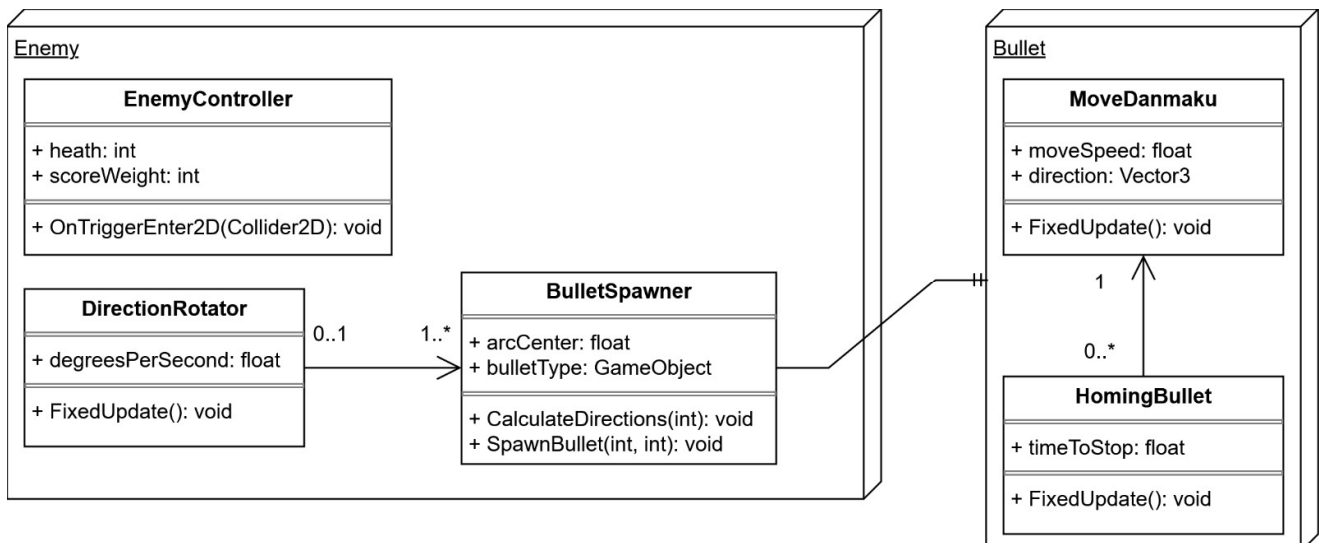 Enemy
EnemyController
+ heath: int
+ scoreWeight: int
+ OnTriggerEnter2D(Collider2D): void
DirectionRotator
+ degreesPerSecond: float
+ FixedUpdate(): void
0..1
1..*
BulletSpawner
+ arcCenter: float
+ bulletType: GameObject
+ CalculateDirections(int): void
+ SpawnBullet(int, int): void
Bullet
MoveDanmaku
+ moveSpeed: float
+ direction: Vector3
+ FixedUpdate(): void
1
0..*
HomingBullet
+ timeToStop: float
+ FixedUpdate(): void